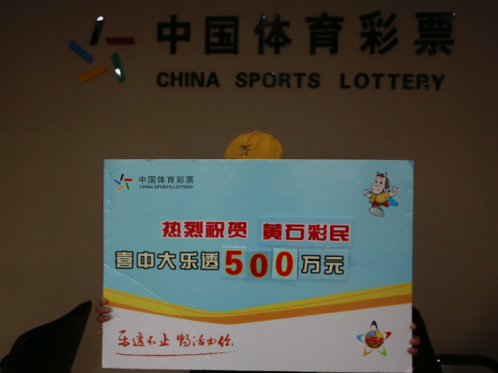 中国体育彩票
CHINA SPORTS LOTTERY
中国体育彩票
CHINA SPORTS LOTTERY
热烈祝贺 黄石彩民
喜中大乐透500万元
乐透不止 畅活由你